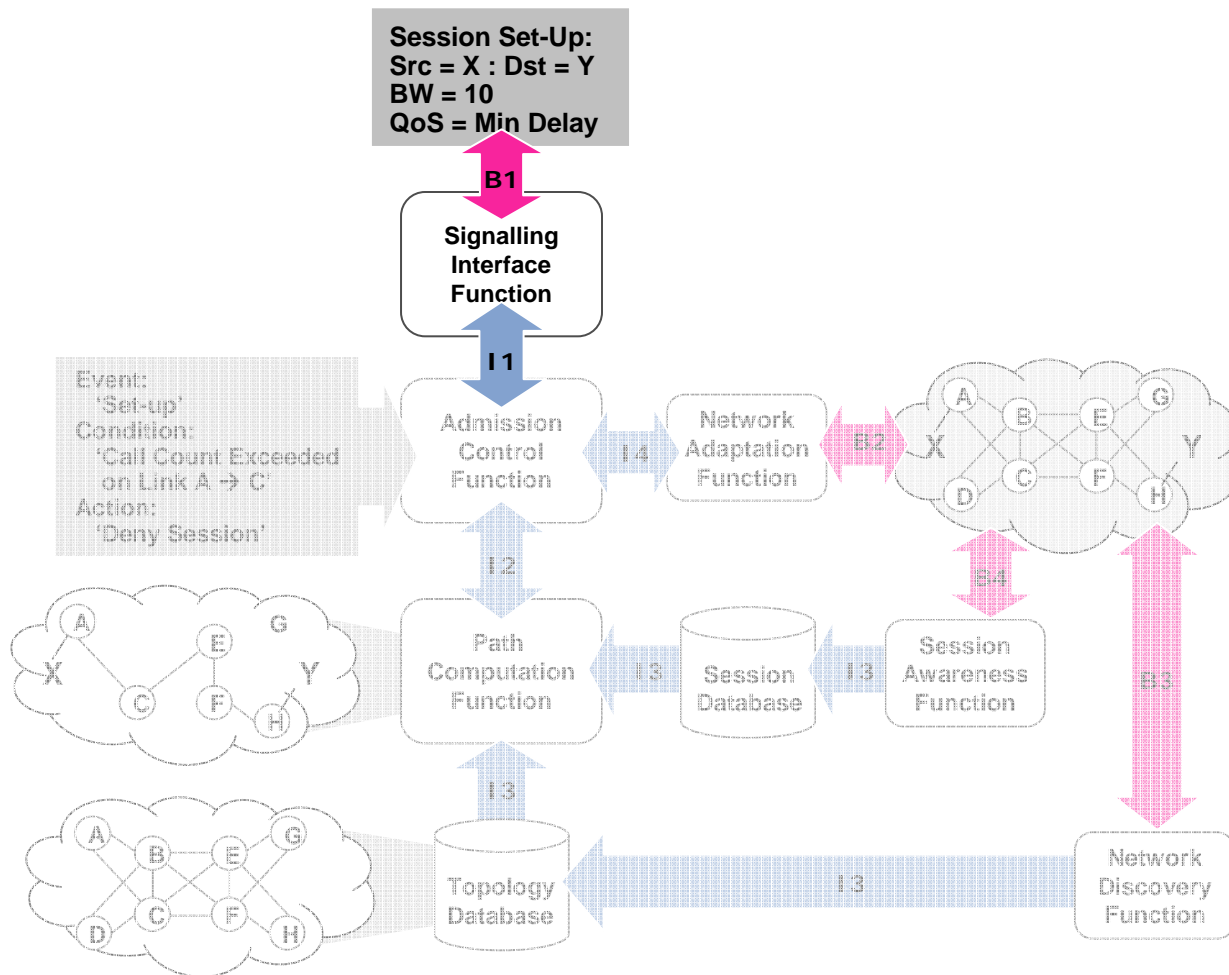 Session Set-Up:
Src = X : Dst = Y
BW = 10
QoS = Min Delay
B1
Signalling
Interface
Function
I1
Event:
'Set-up'
Condition:
'Call Count Exceeded
on Link A → C'
Action:
'Deny Session'
Admission
Control
Function
I4
Network
Adaptation
Function
B2
A
B
E
G
X
Y
D
C
F
H
I2
B4
B3
A
G
E
X
Y
C
F
H
Path
Computation
Function
I3
Session
Database
I3
Session
Awareness
Function
I3
A
G
B
E
C
F
D
H
Topology
Database
I3
Network
Discovery
Function